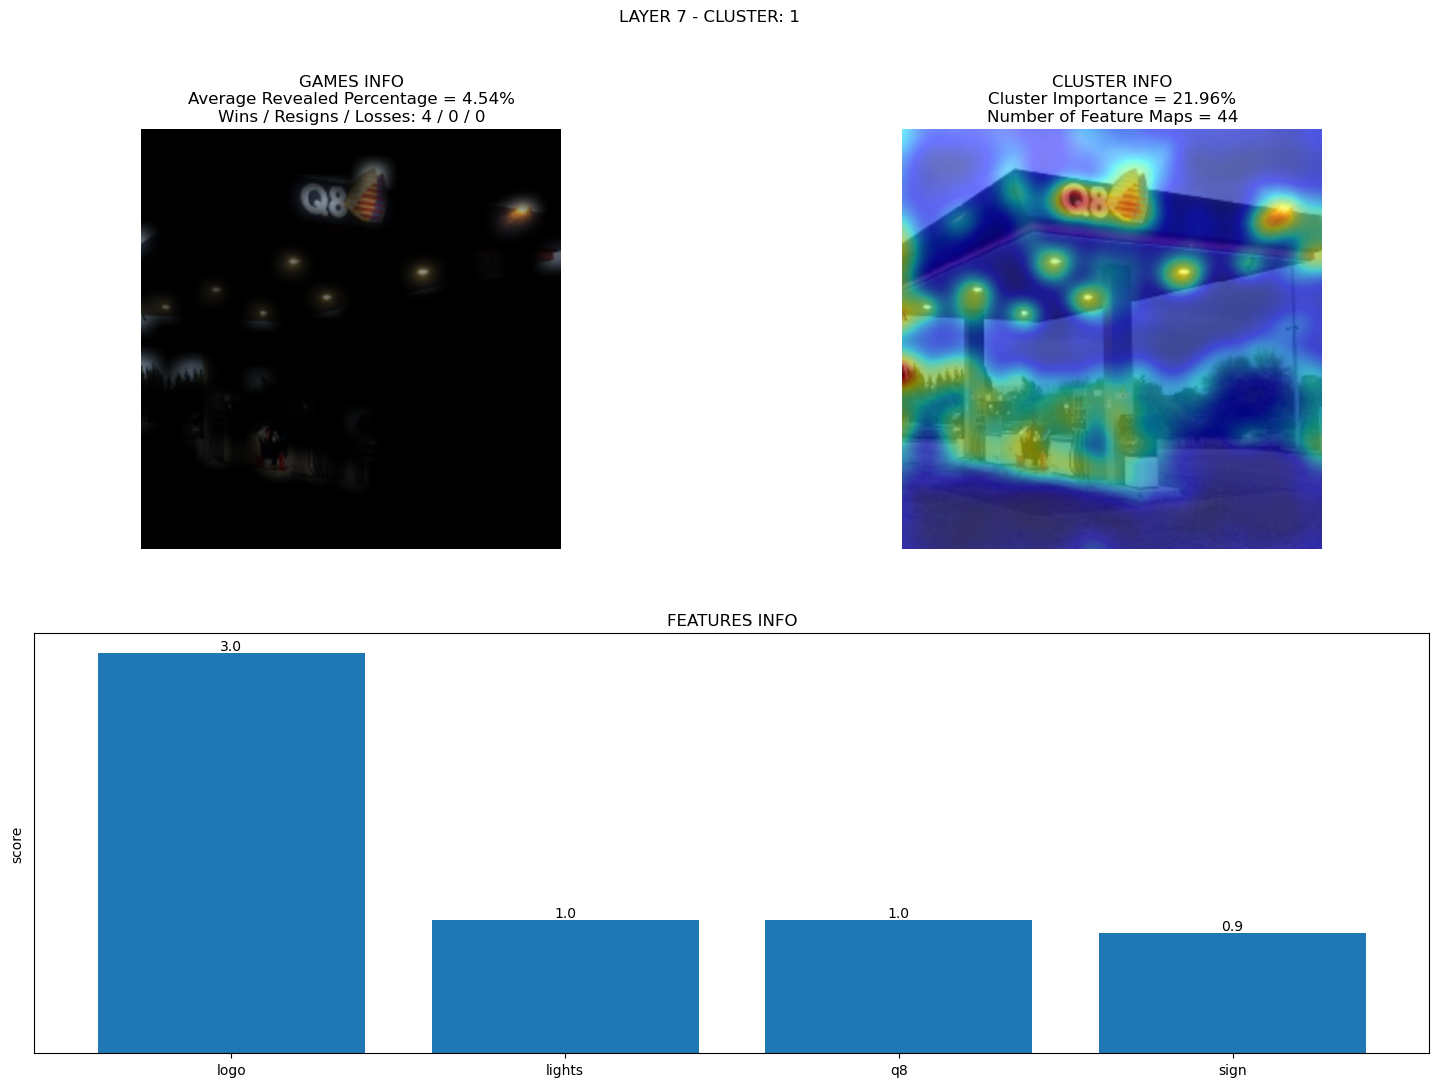 LAYER 7 - CLUSTER: 1
GAMES INFO
Average Revealed Percentage = 4.54%
Wins / Resigns / Losses: 4 / 0 / 0
CLUSTER INFO
Cluster Importance = 21.96%
Number of Feature Maps = 44
Q8
Q8
FEATURES INFO
score
3.0
1.0
1.0
0.9
logo
lights
q8
sign